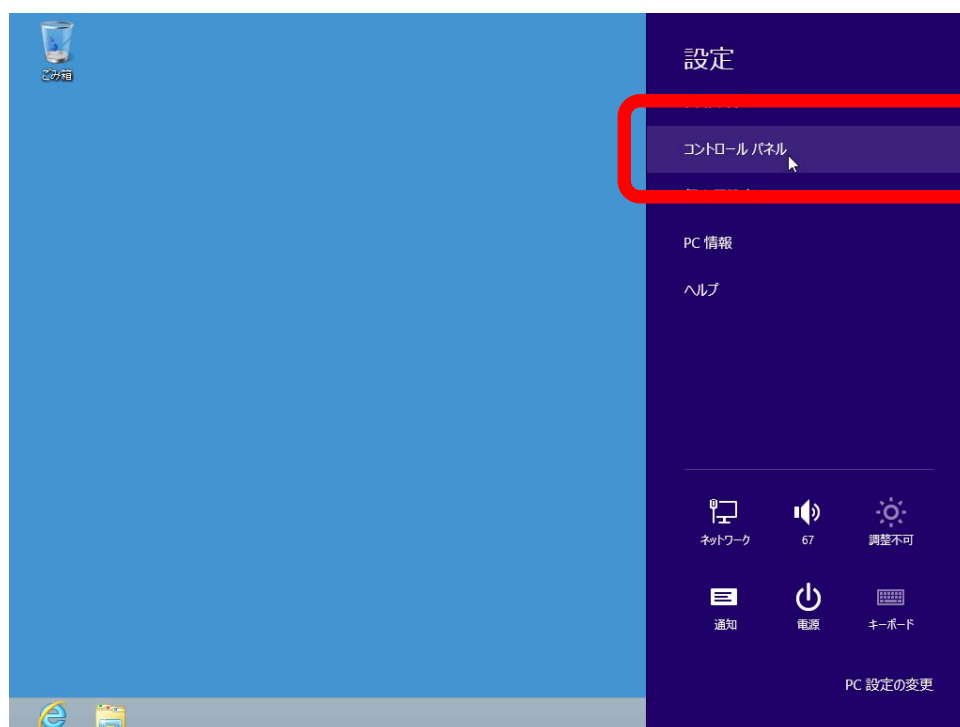 ごみ箱
設定
コントロール パネル
PC 情報
ヘルプ
ネットワーク
67
調整不可
通知
電源
キーボード
PC 設定の変更